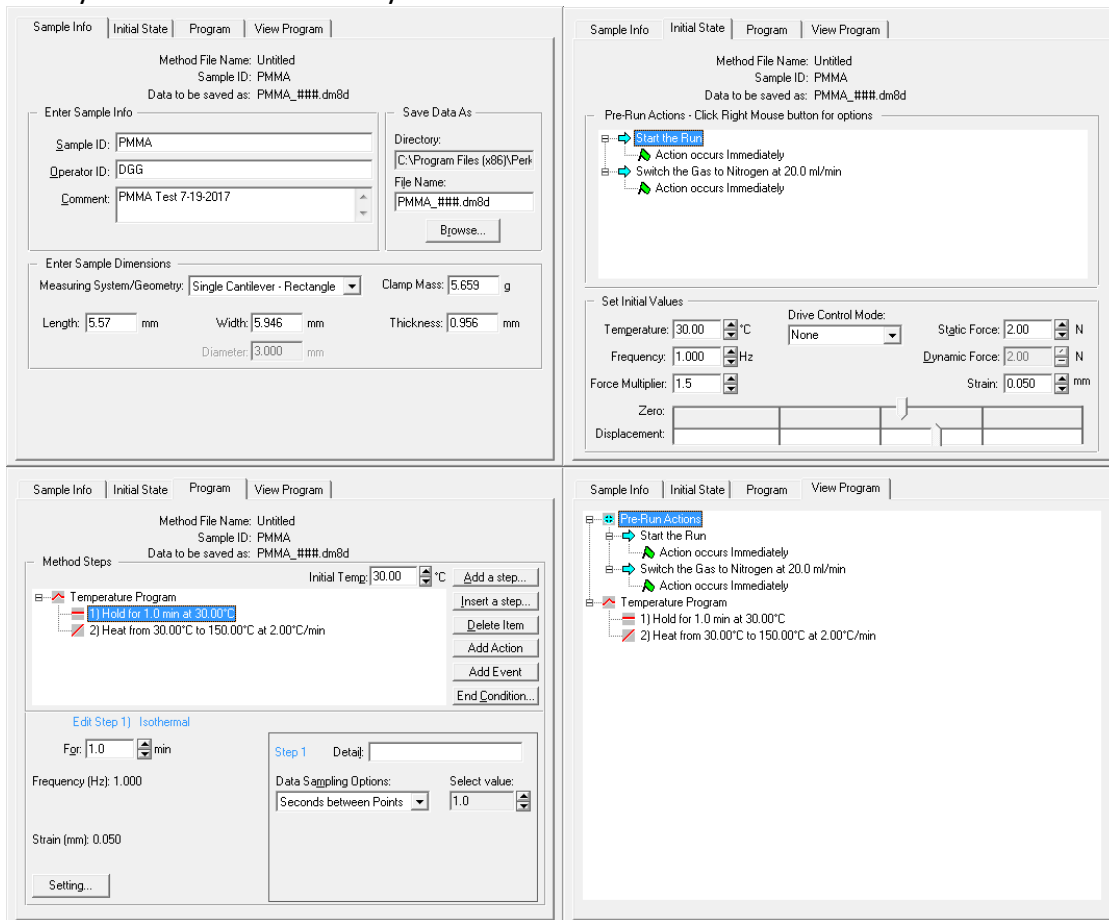 Sample Info Initial State Program View Program
Method File Name: Untitled
Sample ID: PMMA
Data to be saved as: PMMA_###.dm8d
Enter Sample Info
Sample ID: PMMA
Operator ID: DGG
Comment: PMMA Test 7-19-2017
Save Data As
Directory:
C:\Program Files (x86)\Perk
File Name:
PMMA_###.dm8d
Browse...
Enter Sample Dimensions
Measuring System/Geometry: Single Cantilever - Rectangle Clamp Mass: 5.659 g
Length: 5.57 mm Width: 5.946 mm Thickness: 0.956 mm
Diameter: 3.000 mm
Sample Info Initial State Program View Program
Method File Name: Untitled
Sample ID: PMMA
Data to be saved as: PMMA_###.dm8d
Pre-Run Actions - Click Right Mouse button for options
Start the Run
Action occurs Immediately
Switch the Gas to Nitrogen at 20.0 ml/min
Action occurs Immediately
Set Initial Values
Drive Control Mode:
Temperature: 30.00 °C None Static Force: 2.00 N
Frequency: 1.000 Hz Dynamic Force: 2.00 N
Force Multiplier: 1.5 Strain: 0.050 mm
Zero:
Displacement:
Sample Info Initial State Program View Program
Method File Name: Untitled
Sample ID: PMMA
Data to be saved as: PMMA_###.dm8d
Method Steps
Initial Temp: 30.00 °C Add a step...
Temperature Program
1) Hold for 1.0 min at 30.00°C
2) Heat from 30.00°C to 150.00°C at 2.00°C/min
Insert a step...
Delete Item
Add Action
Add Event
End Condition...
Edit Step 1) Isothermal
For: 1.0 min
Frequency (Hz): 1.000
Strain (mm): 0.050
Setting...
Step 1 Detail:
Data Sampling Options: Select value:
Seconds between Points 1.0
Sample Info Initial State Program View Program
Pre-Run Actions
Start the Run
Action occurs Immediately
Switch the Gas to Nitrogen at 20.0 ml/min
Action occurs Immediately
Temperature Program
1) Hold for 1.0 min at 30.00°C
2) Heat from 30.00°C to 150.00°C at 2.00°C/min